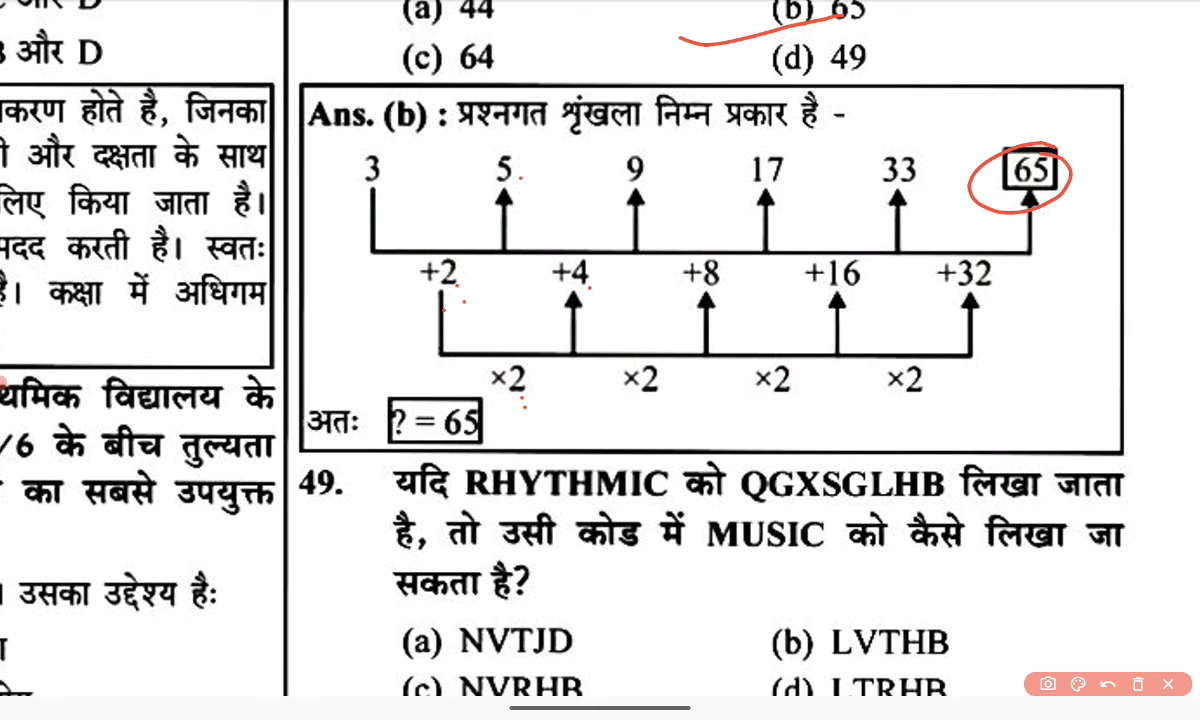 B और D
करण होते है, जिनका
और दक्षता के साथ
लिए किया जाता है।
मदद करती है। स्वतः
है। कक्षा में अधिगम
थमिक विद्यालय के
/6 के बीच तुल्यता
का सबसे उपयुक्त
। उसका उद्देश्य हैः
(a) 44 (b) 65
(c) 64 (d) 49
Ans. (b) : प्रश्नगत शृंखला निम्न प्रकार है -
3 5 9 17 33 65
+2 +4 +8 +16 +32
×2 ×2 ×2 ×2
अतः ? = 65
49. यदि RHYTHMIC को QGXSGLHB लिखा जाता
है, तो उसी कोड में MUSIC को कैसे लिखा जा
सकता है?
(a) NVTJD (b) LVTHB
(c) NVRHB (d) LTRHB